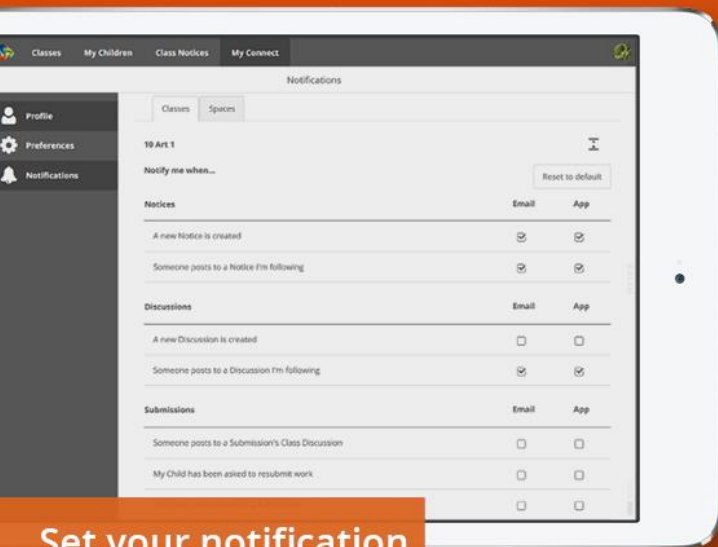 Classes My Children Class Notices My Connect
Notifications
Profile
Preferences
Notifications
Classes Spaces
10 Art 1
Notify me when...
Reset to default
Notices Email App
A new Notice is created
Someone posts to a Notice I'm following
Discussions Email App
A new Discussion is created
Someone posts to a Discussion I'm following
Submissions Email App
Someone posts to a Submission's Class Discussion
My Child has been asked to resubmit work
Set your notification